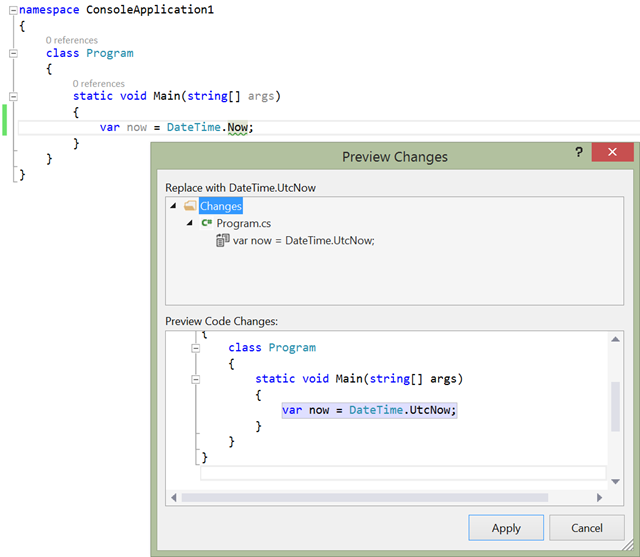 namespace ConsoleApplication1
{
0 references
class Program
{
0 references
static void Main(string[] args)
{
var now = DateTime.Now;
}
}
}
Preview Changes
?
Replace with DateTime.UtcNow
Changes
C# Program.cs
var now = DateTime.UtcNow;
Preview Code Changes:
{
class Program
{
static void Main(string[] args)
{
var now = DateTime.UtcNow;
}
}
}
Apply Cancel